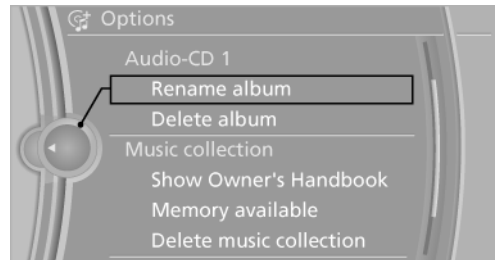 Options
Audio-CD 1
Rename album
Delete album
Music collection
Show Owner's Handbook
Memory available
Delete music collection